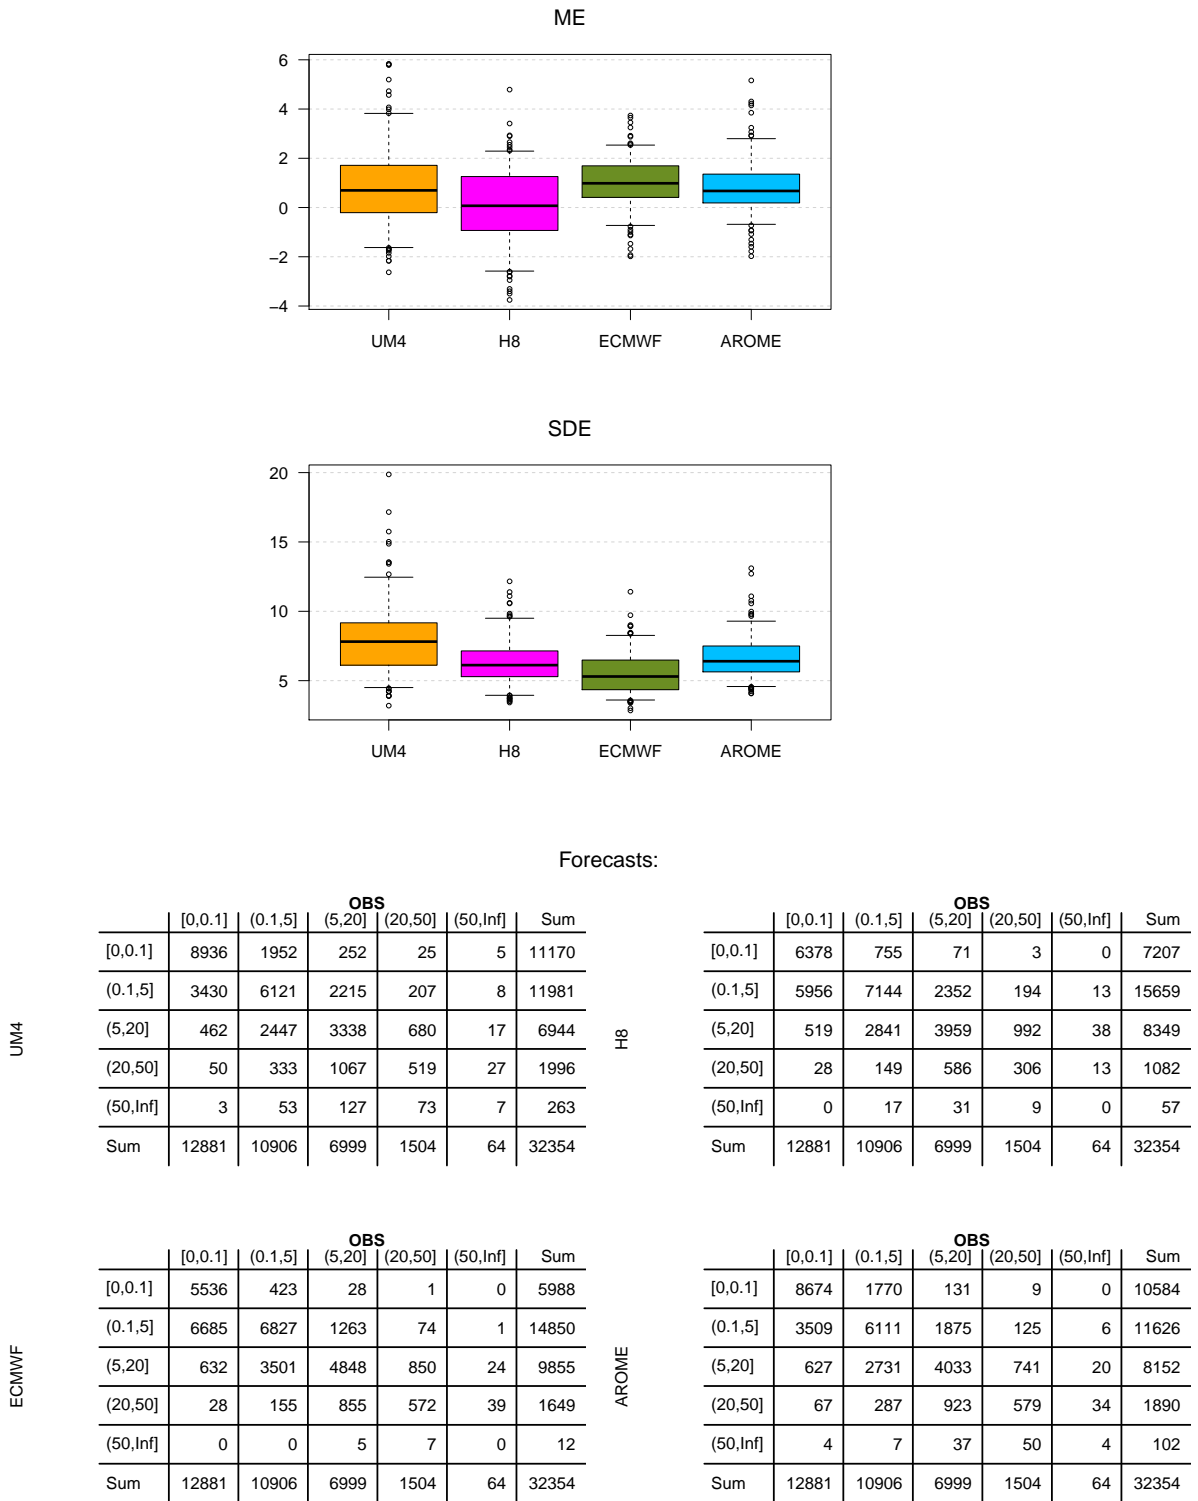 ME
6
4
2
0
−2
−4
UM4 H8 ECMWF AROME
SDE
20
15
10
5
UM4 H8 ECMWF AROME
Forecasts:
UM4
OBS
[0,0.1] (0.1,5] (5,20] (20,50] (50,Inf] Sum
[0,0.1] 8936 1952 252 25 5 11170
(0.1,5] 3430 6121 2215 207 8 11981
(5,20] 462 2447 3338 680 17 6944
(20,50] 50 333 1067 519 27 1996
(50,Inf] 3 53 127 73 7 263
Sum 12881 10906 6999 1504 64 32354
H8
OBS
[0,0.1] (0.1,5] (5,20] (20,50] (50,Inf] Sum
[0,0.1] 6378 755 71 3 0 7207
(0.1,5] 5956 7144 2352 194 13 15659
(5,20] 519 2841 3959 992 38 8349
(20,50] 28 149 586 306 13 1082
(50,Inf] 0 17 31 9 0 57
Sum 12881 10906 6999 1504 64 32354
ECMWF
OBS
[0,0.1] (0.1,5] (5,20] (20,50] (50,Inf] Sum
[0,0.1] 5536 423 28 1 0 5988
(0.1,5] 6685 6827 1263 74 1 14850
(5,20] 632 3501 4848 850 24 9855
(20,50] 28 155 855 572 39 1649
(50,Inf] 0 0 5 7 0 12
Sum 12881 10906 6999 1504 64 32354
AROME
OBS
[0,0.1] (0.1,5] (5,20] (20,50] (50,Inf] Sum
[0,0.1] 8674 1770 131 9 0 10584
(0.1,5] 3509 6111 1875 125 6 11626
(5,20] 627 2731 4033 741 20 8152
(20,50] 67 287 923 579 34 1890
(50,Inf] 4 7 37 50 4 102
Sum 12881 10906 6999 1504 64 32354